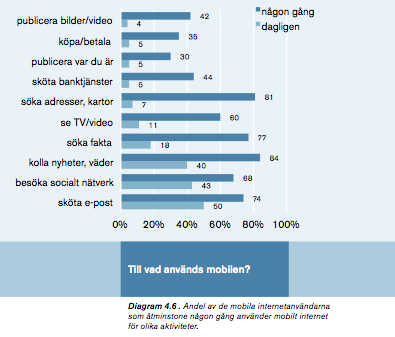 någon gång
dagligen
publicera bilder/video 42 4
köpa/betala 35 5
publicera var du är 30 5
sköta banktjänster 44 5
söka adresser, kartor 81 7
se TV/video 60 11
söka fakta 77 18
kolla nyheter, väder 84 40
besöka socialt nätverk 68 43
sköta e-post 74 50
0% 20% 40% 60% 80% 100%
Till vad används mobilen?
Diagram 4.6 . Andel av de mobila internetanvändarna
som åtminstone någon gång använder mobilt internet
för olika aktiviteter.